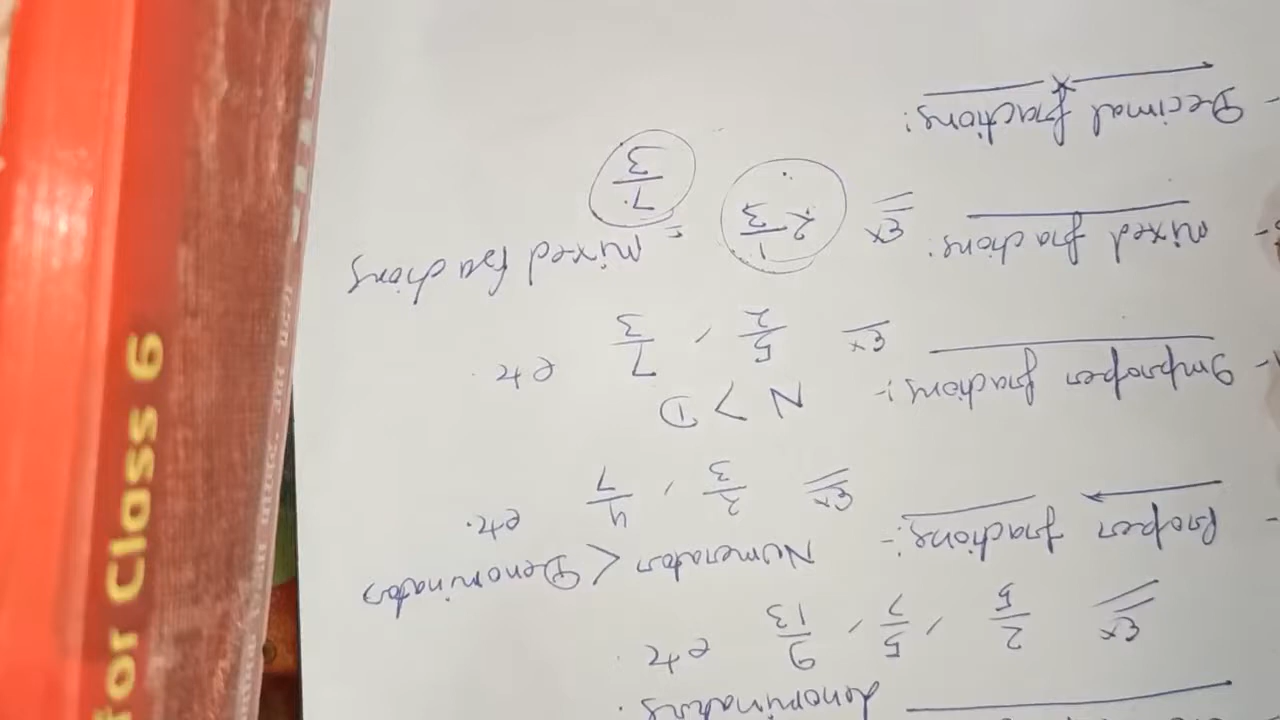 denominators.
Ex 2/5, 5/7, 9/13 etc.
- Proper fractions:- Numerator < Denominator
Ex 2/3, 4/7 etc.
N > D
- Improper fractions:- Ex 5/2, 7/3 etc
- mixed fractions: Ex 2 1/3 = 7/3 mixed fractions
- Decimal fractions:
for Class 6